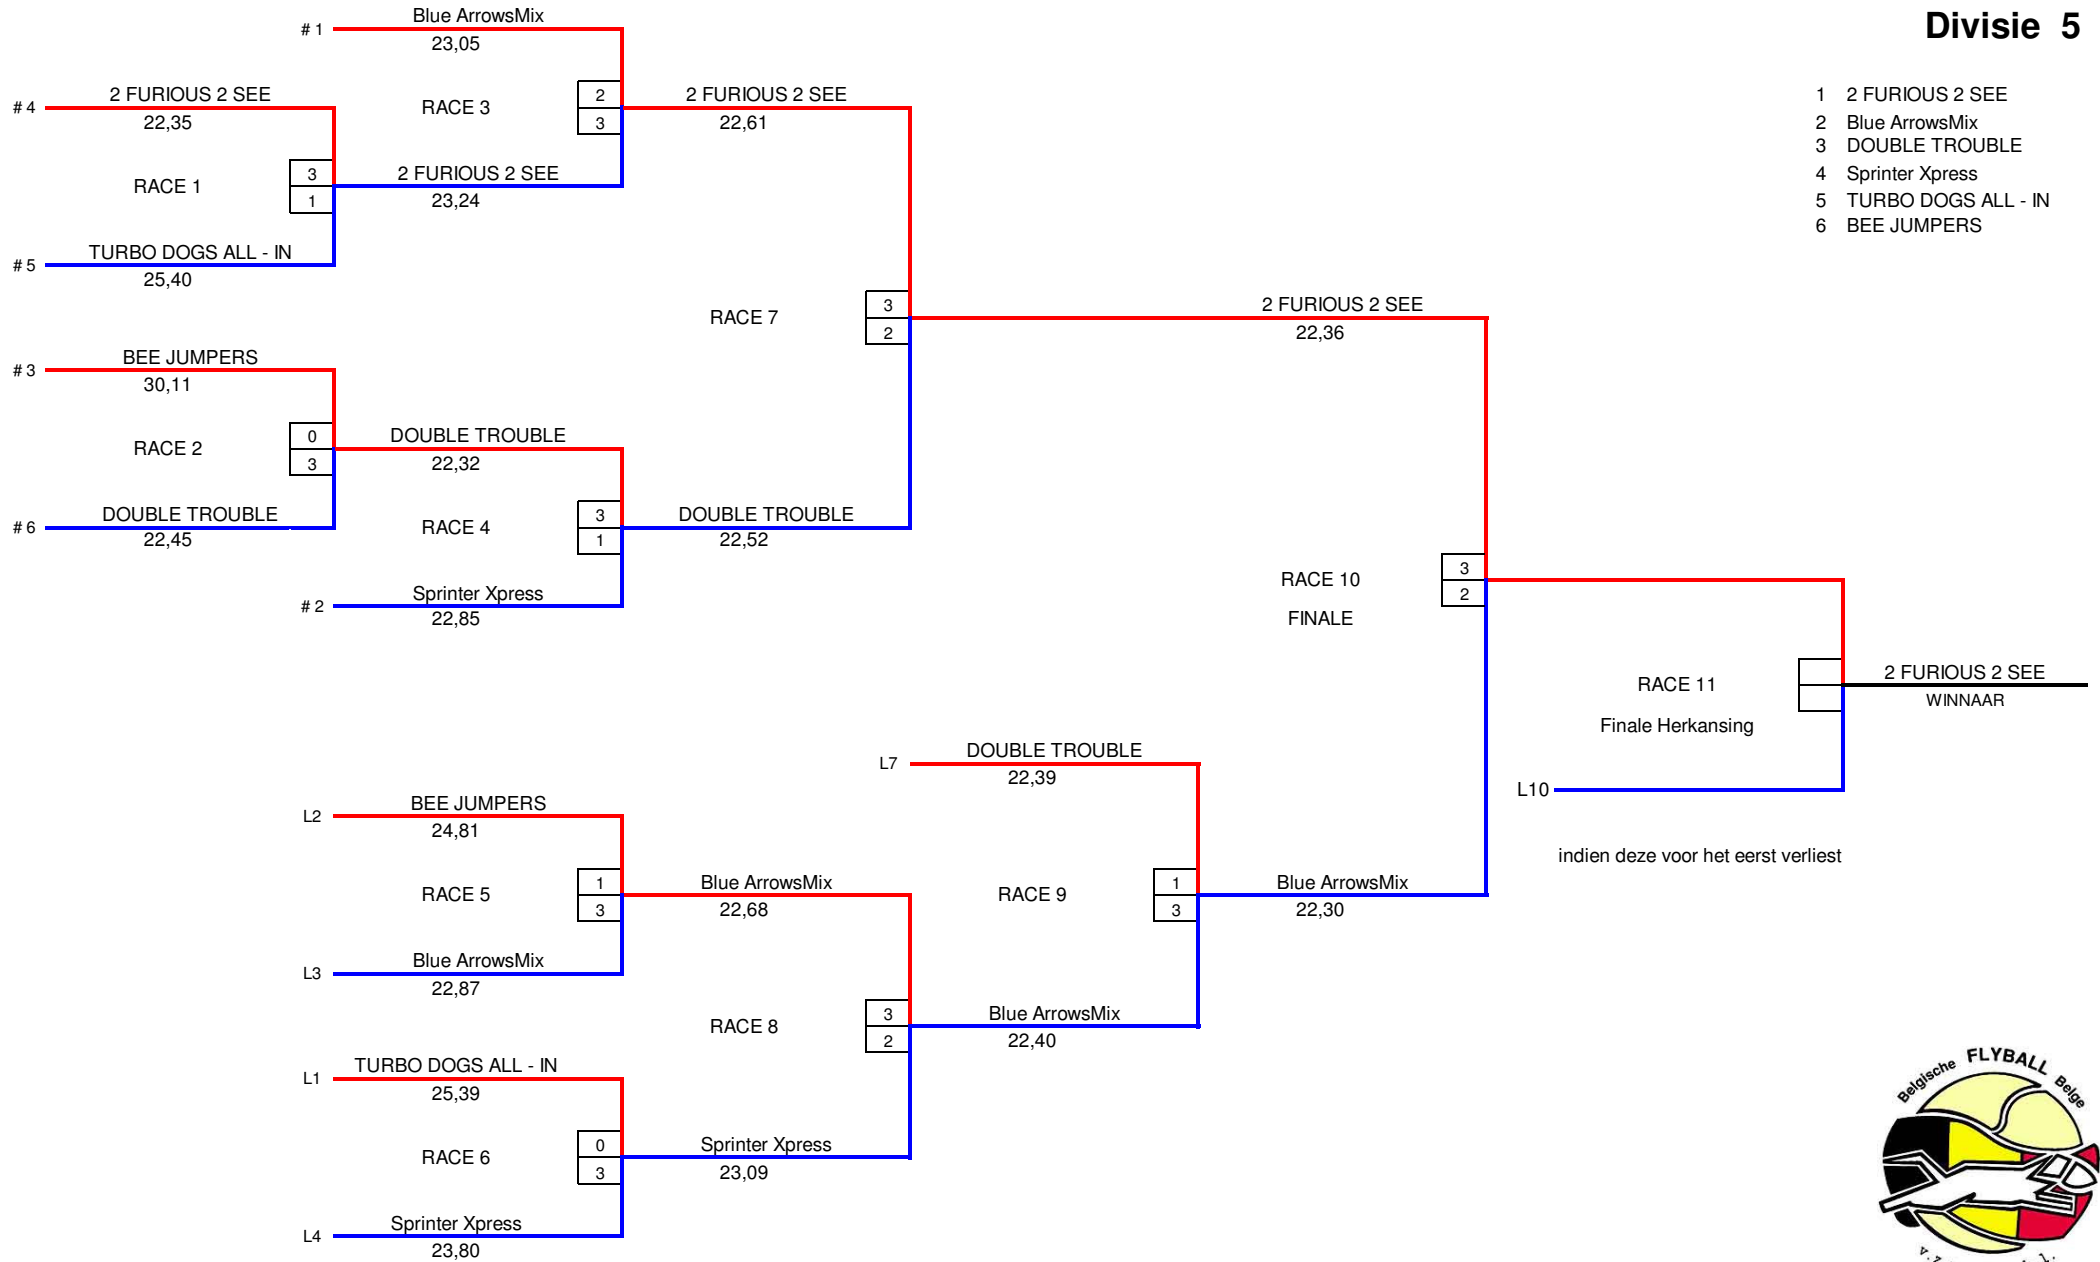 Divisie 5
1 2 FURIOUS 2 SEE
2 Blue ArrowsMix
3 DOUBLE TROUBLE
4 Sprinter Xpress
5 TURBO DOGS ALL - IN
6 BEE JUMPERS
# 1 Blue ArrowsMix
23,05
# 4 2 FURIOUS 2 SEE
22,35
RACE 3 2
3
2 FURIOUS 2 SEE
22,61
RACE 1 3
1
2 FURIOUS 2 SEE
23,24
# 5 TURBO DOGS ALL - IN
25,40
RACE 7 3
2
2 FURIOUS 2 SEE
22,36
# 3 BEE JUMPERS
30,11
RACE 2 0
3
DOUBLE TROUBLE
22,32
# 6 DOUBLE TROUBLE
22,45
RACE 4 3
1
DOUBLE TROUBLE
22,52
# 2 Sprinter Xpress
22,85
RACE 10 3
2
FINALE
RACE 11
Finale Herkansing
2 FURIOUS 2 SEE
WINNAAR
L10
indien deze voor het eerst verliest
L7 DOUBLE TROUBLE
22,39
L2 BEE JUMPERS
24,81
RACE 5 1
3
Blue ArrowsMix
22,68
RACE 9 1
3
Blue ArrowsMix
22,30
L3 Blue ArrowsMix
22,87
RACE 8 3
2
Blue ArrowsMix
22,40
L1 TURBO DOGS ALL - IN
25,39
RACE 6 0
3
Sprinter Xpress
23,09
L4 Sprinter Xpress
23,80
Belgische FLYBALL Belge